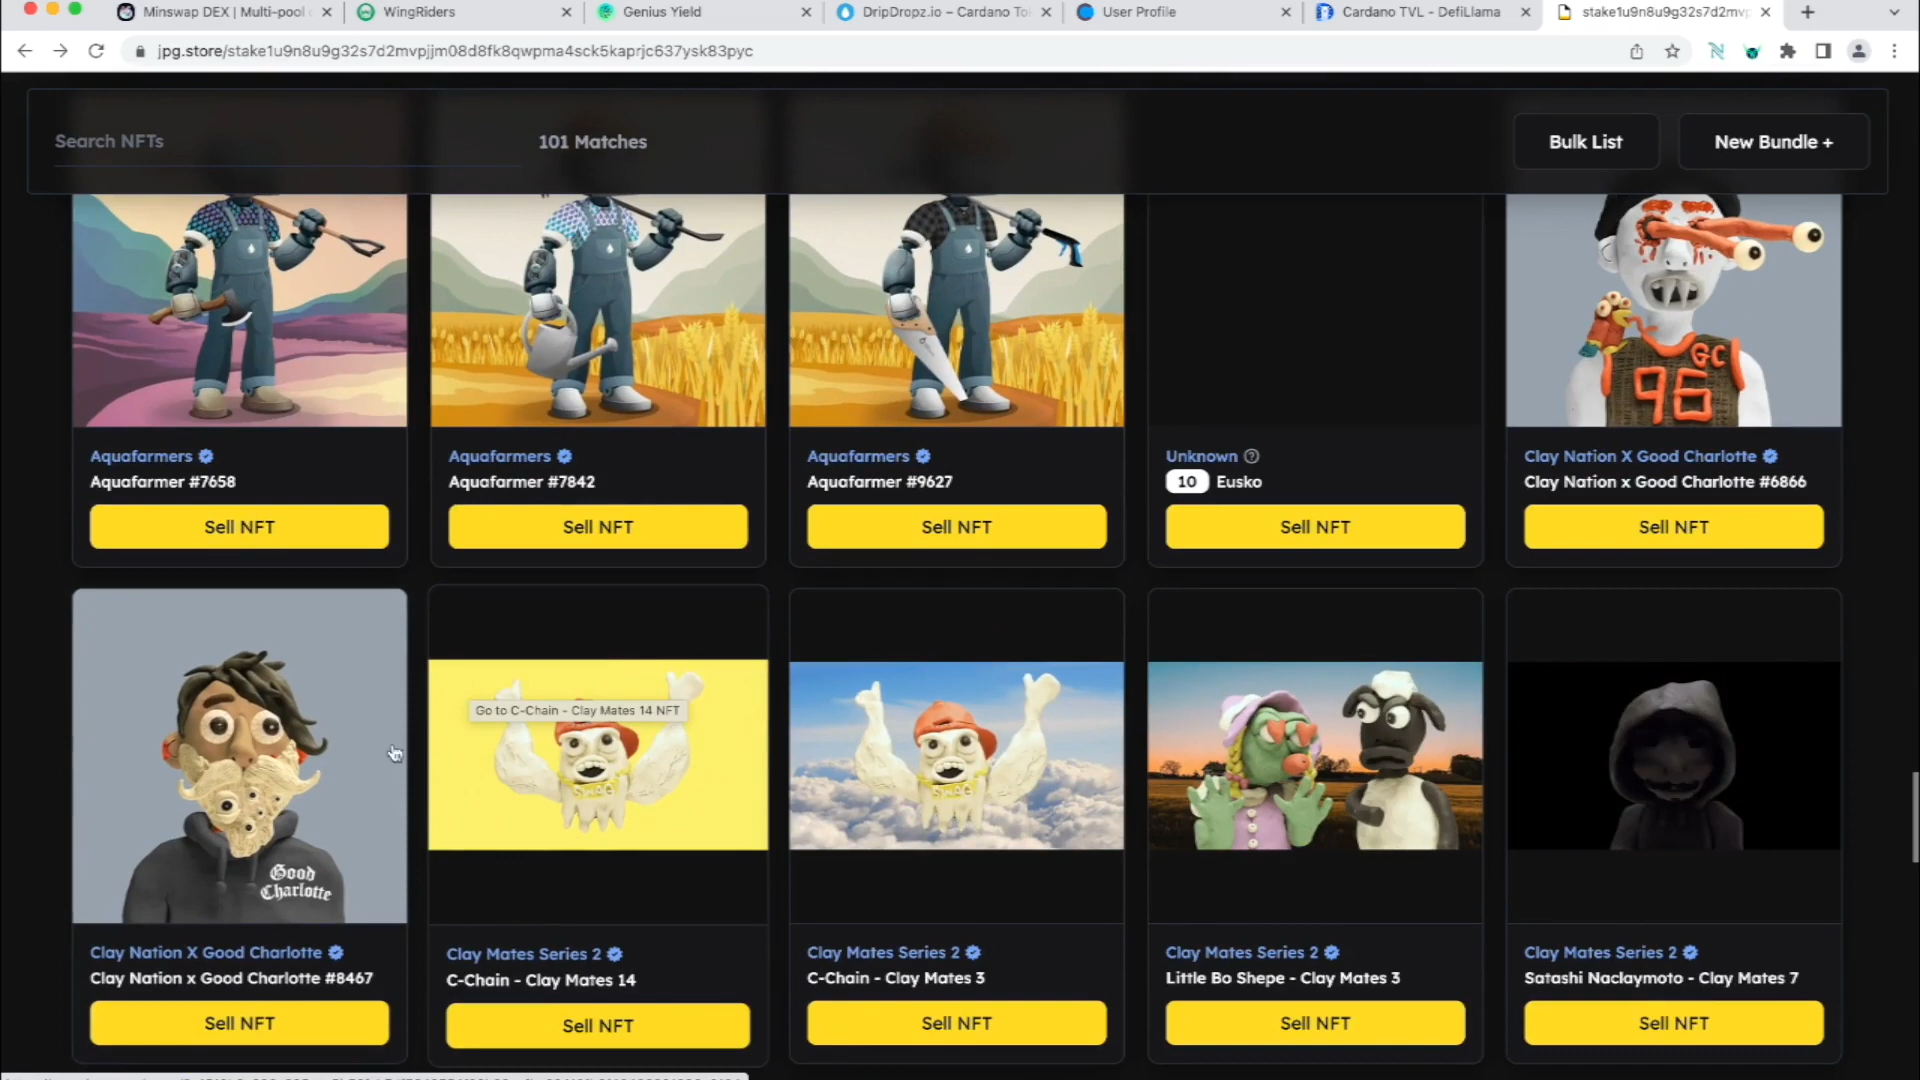 Minswap DEX | Multi-pool
WingRiders
Genius Yield
DripDropz.io – Cardano To
User Profile
Cardano TVL - DefiLlama
stake1u9n8u9g32s7d2mvp
jpg.store/stake1u9n8u9g32s7d2mvpjjm08d8fk8qwpma4sck5kaprjc637ysk83pyc
Search NFTs
101 Matches
Bulk List
New Bundle +
GC
96
Aquafarmers
Aquafarmers
Aquafarmers
Unknown
Clay Nation X Good Charlotte
Aquafarmer #7658
Aquafarmer #7842
Aquafarmer #9627
10 Eusko
Clay Nation x Good Charlotte #6866
Sell NFT
Sell NFT
Sell NFT
Sell NFT
Sell NFT
Go to C-Chain - Clay Mates 14 NFT
SWAG
SWAG
Good
Charlotte
Clay Nation X Good Charlotte
Clay Mates Series 2
Clay Mates Series 2
Clay Mates Series 2
Clay Mates Series 2
Clay Nation x Good Charlotte #8467
C-Chain - Clay Mates 14
C-Chain - Clay Mates 3
Little Bo Shepe - Clay Mates 3
Satashi Naclaymoto - Clay Mates 7
Sell NFT
Sell NFT
Sell NFT
Sell NFT
Sell NFT